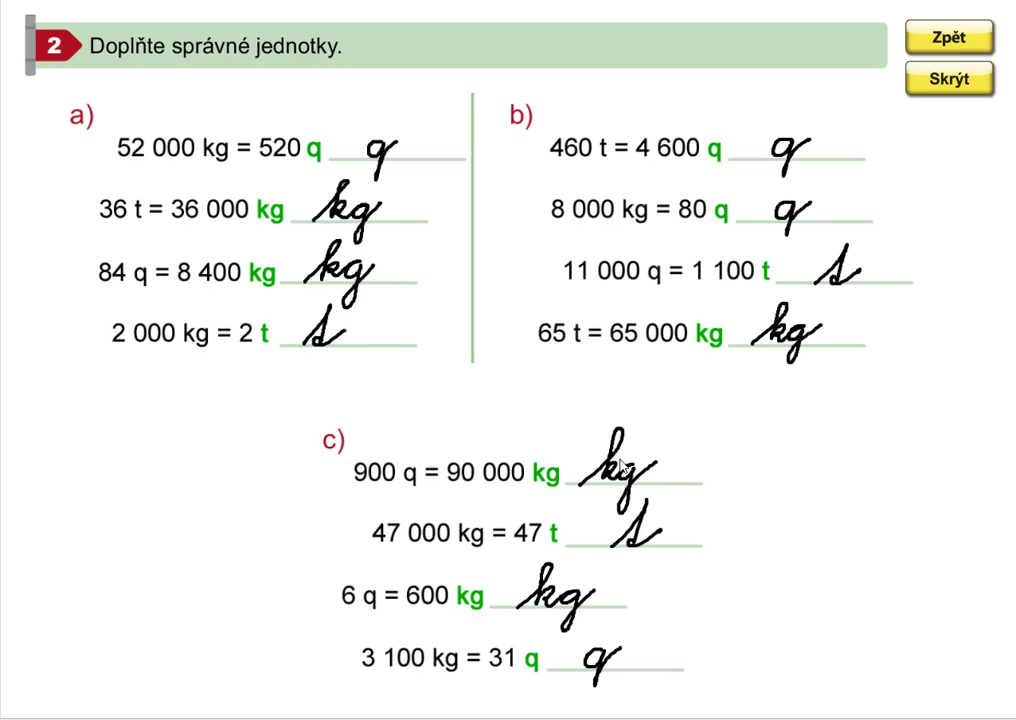 2 Doplňte správné jednotky.
Zpět
Skrýt
a)
52 000 kg = 520 q q
36 t = 36 000 kg kg
84 q = 8 400 kg kg
2 000 kg = 2 t t
b)
460 t = 4 600 q q
8 000 kg = 80 q q
11 000 q = 1 100 t t
65 t = 65 000 kg kg
c)
900 q = 90 000 kg kg
47 000 kg = 47 t t
6 q = 600 kg kg
3 100 kg = 31 q q